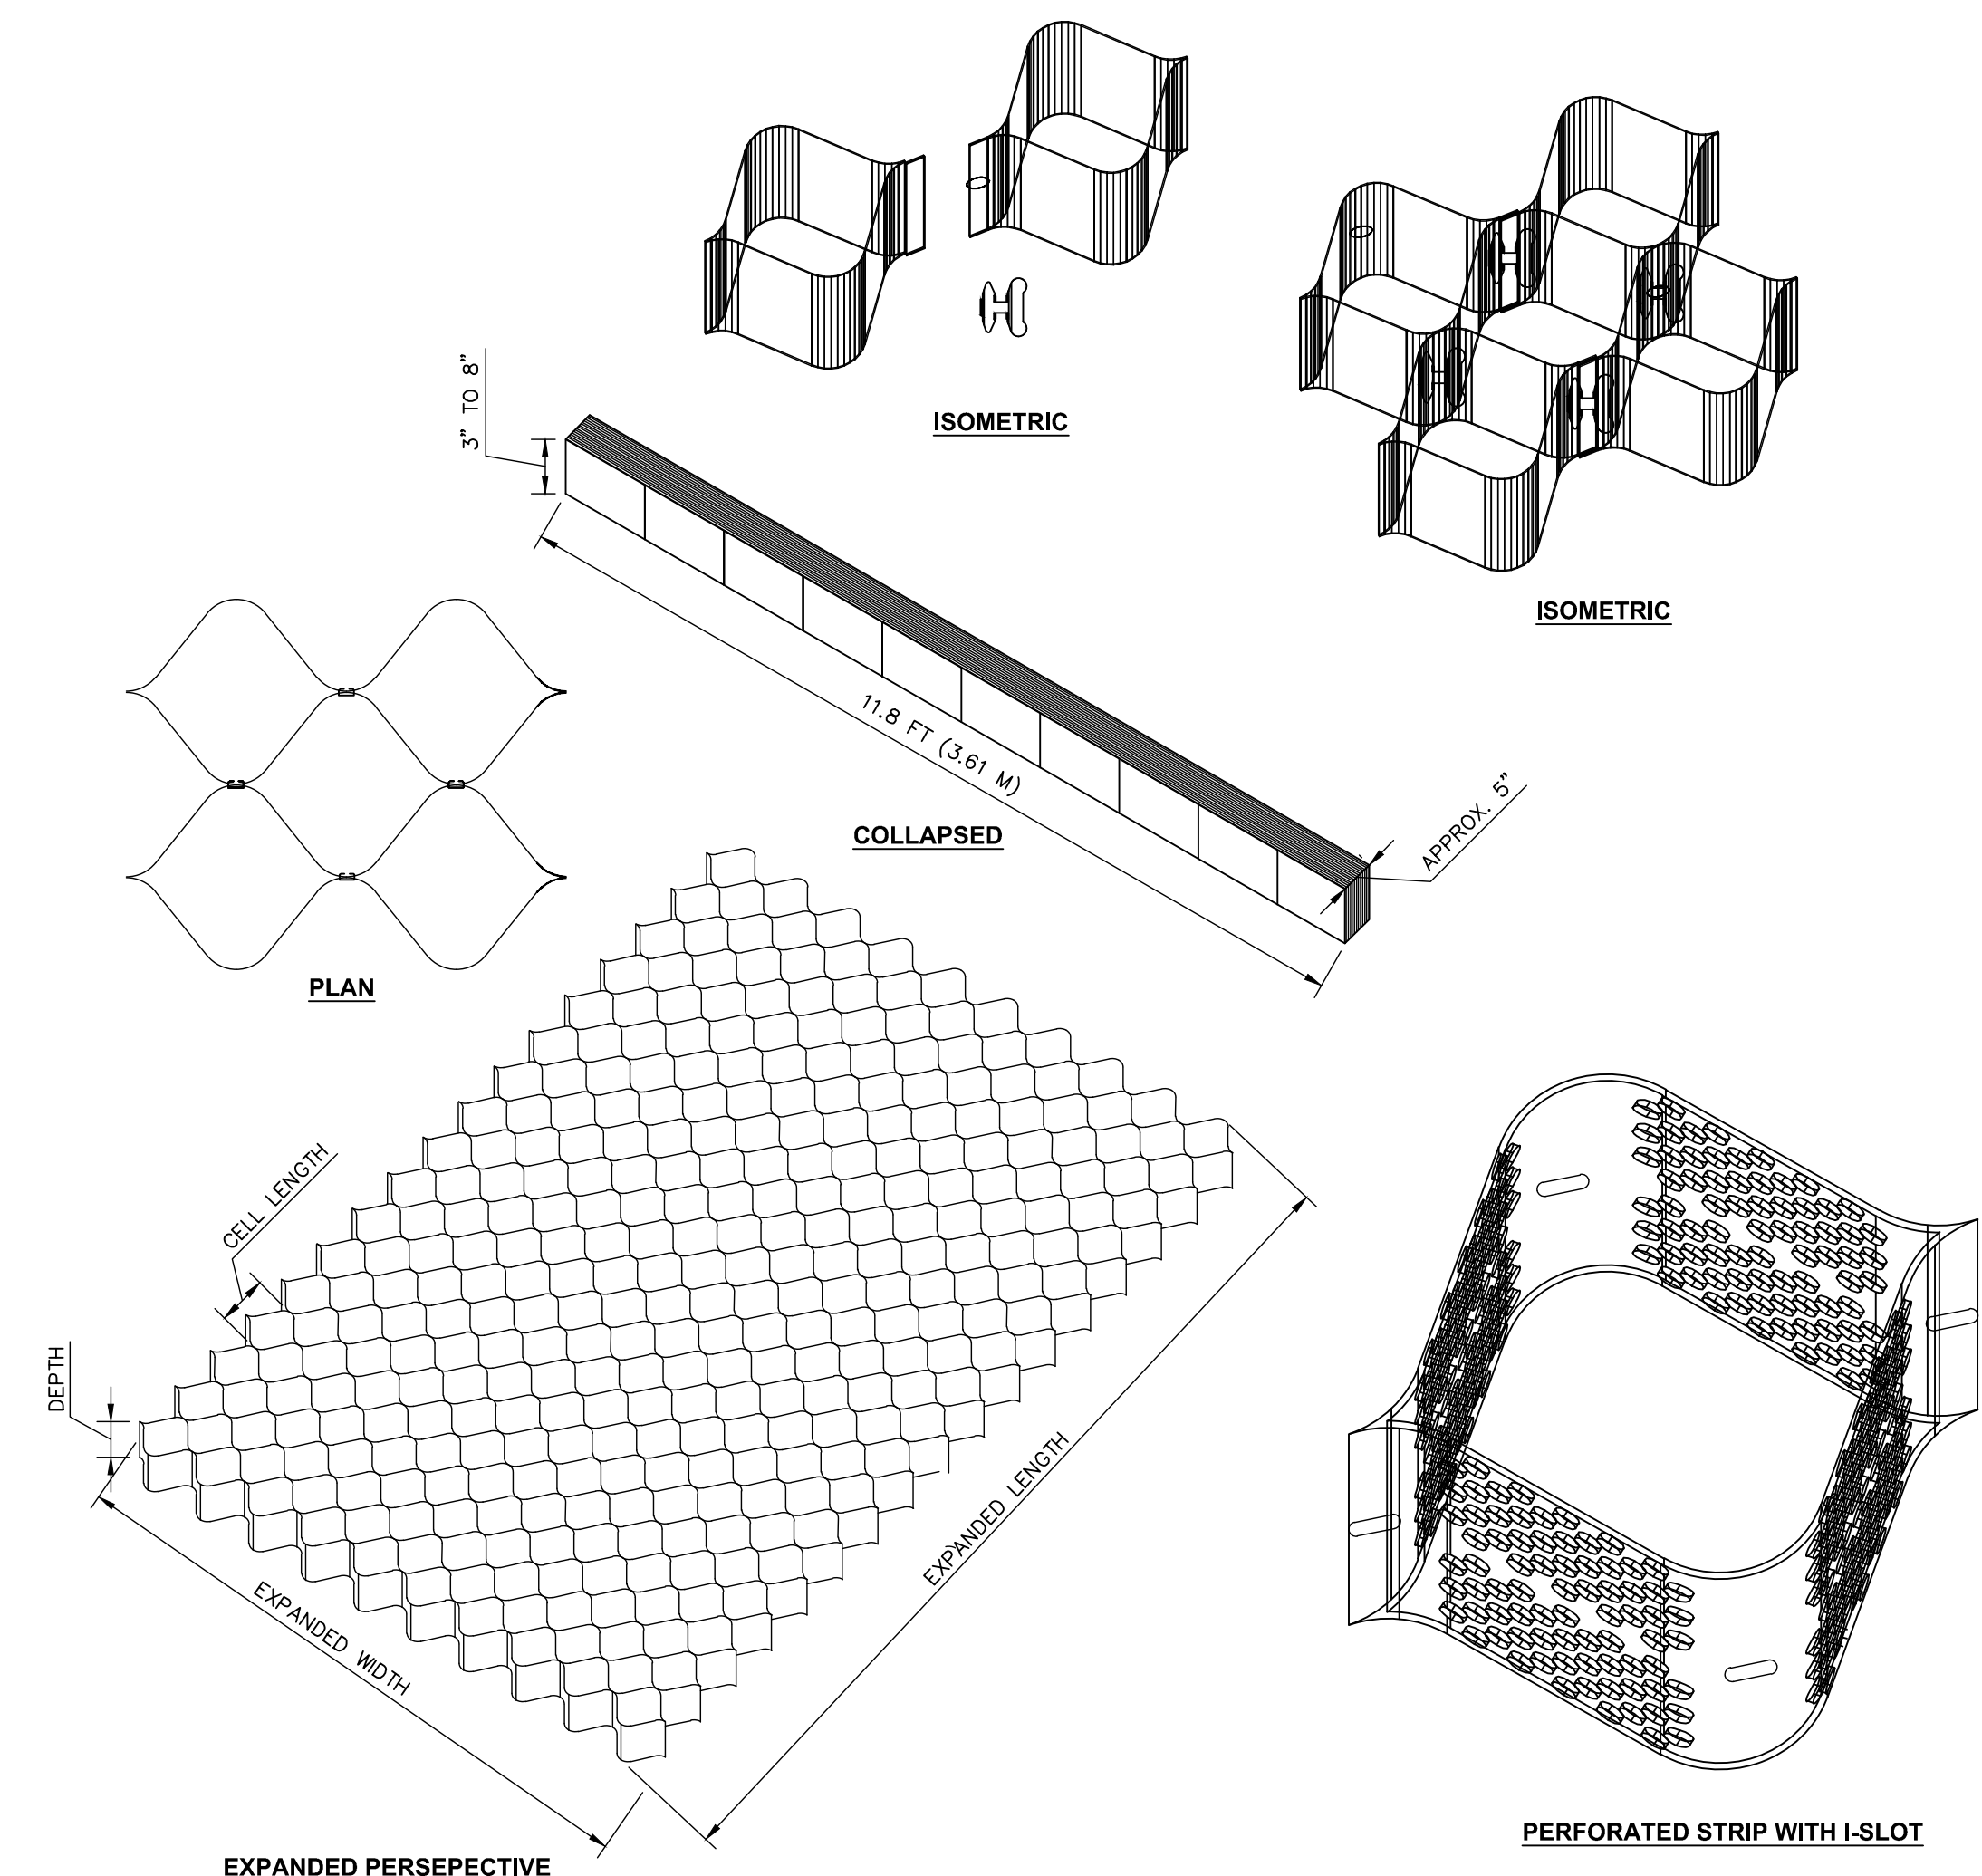 ISOMETRIC
3” TO 8”
ISOMETRIC
11.8 FT (3.61 M)
APPROX. 5”
COLLAPSED
PLAN
CELL LENGTH
DEPTH
EXPANDED LENGTH
EXPANDED WIDTH
PERFORATED STRIP WITH I-SLOT
EXPANDED PERSEPECTIVE